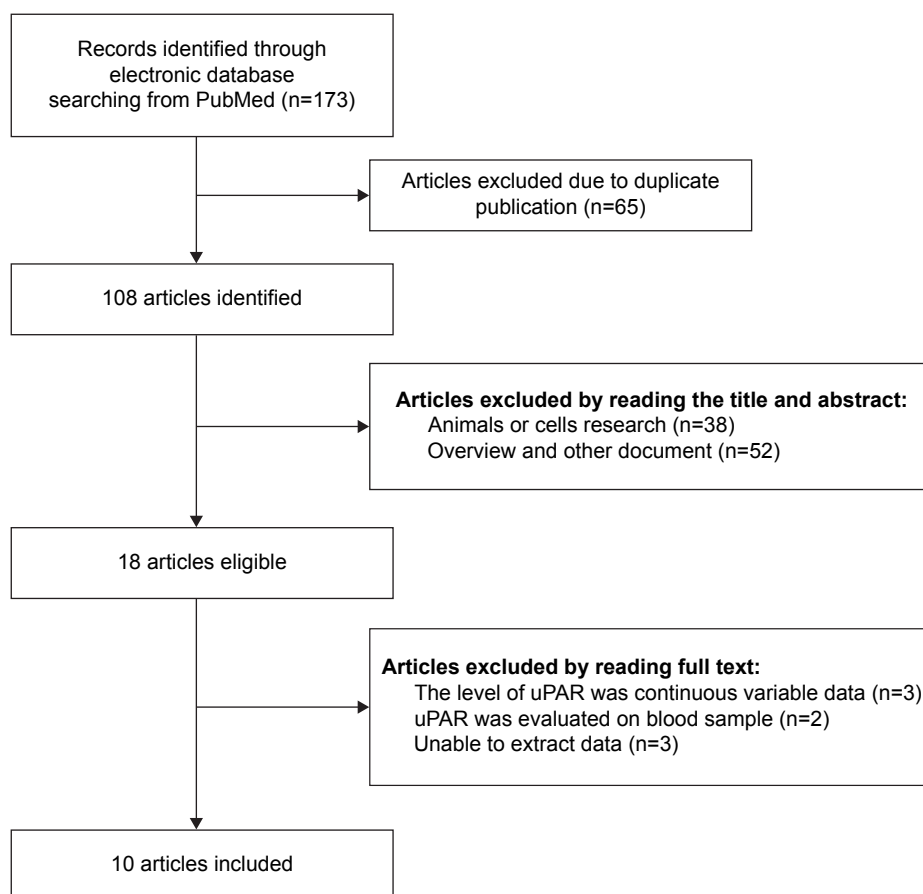 Records identified through
electronic database
searching from PubMed (n=173)
Articles excluded due to duplicate
publication (n=65)
108 articles identified
Articles excluded by reading the title and abstract:
Animals or cells research (n=38)
Overview and other document (n=52)
18 articles eligible
Articles excluded by reading full text:
The level of uPAR was continuous variable data (n=3)
uPAR was evaluated on blood sample (n=2)
Unable to extract data (n=3)
10 articles included